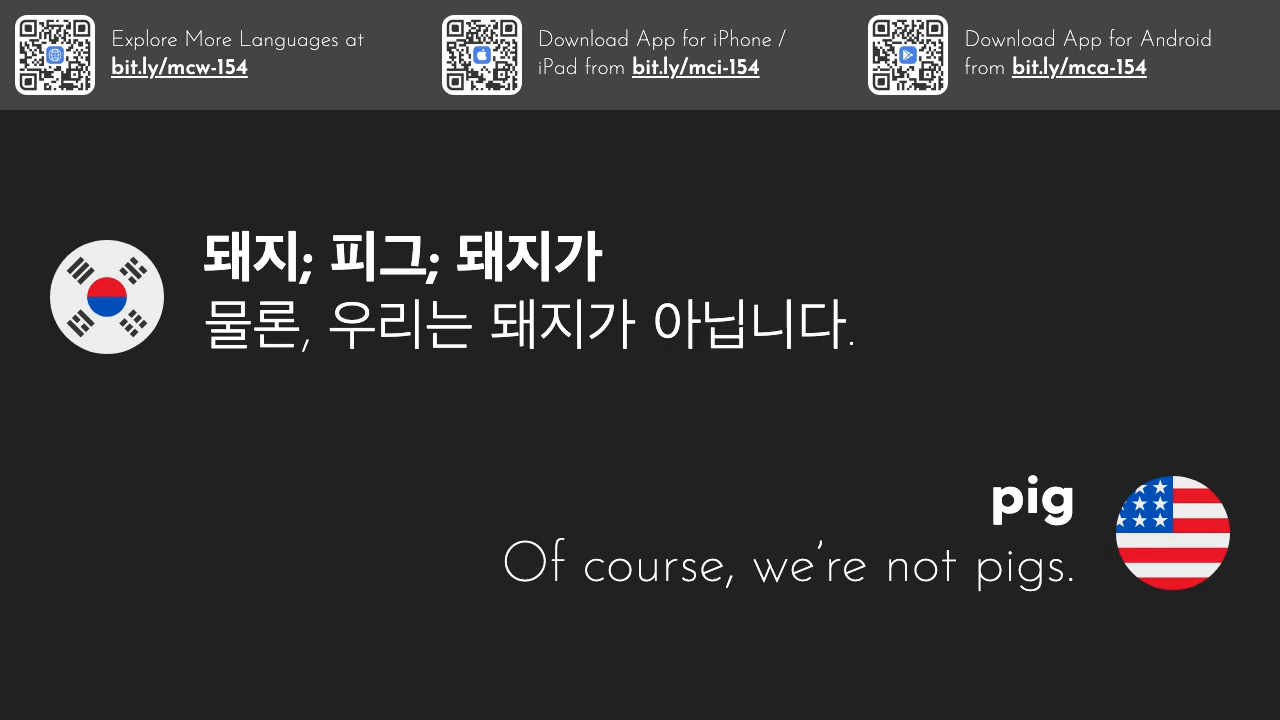 Explore More Languages at
bit.ly/mcw-154
Download App for iPhone /
iPad from bit.ly/mci-154
Download App for Android
from bit.ly/mca-154
돼지; 피그; 돼지가
물론, 우리는 돼지가 아닙니다.
pig
Of course, we're not pigs.